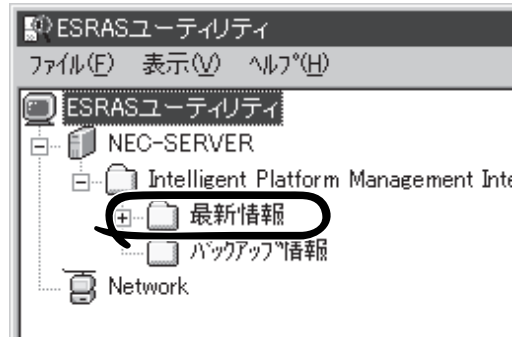 ESRASユーティリティ
ﾌｧｲﾙ(F) 表示(V) ﾍﾙﾌﾟ(H)
ESRASユーティリティ
NEC-SERVER
Intelligent Platform Management Inte
最新情報
ﾊﾞｯｸｱｯﾌﾟ情報
Network